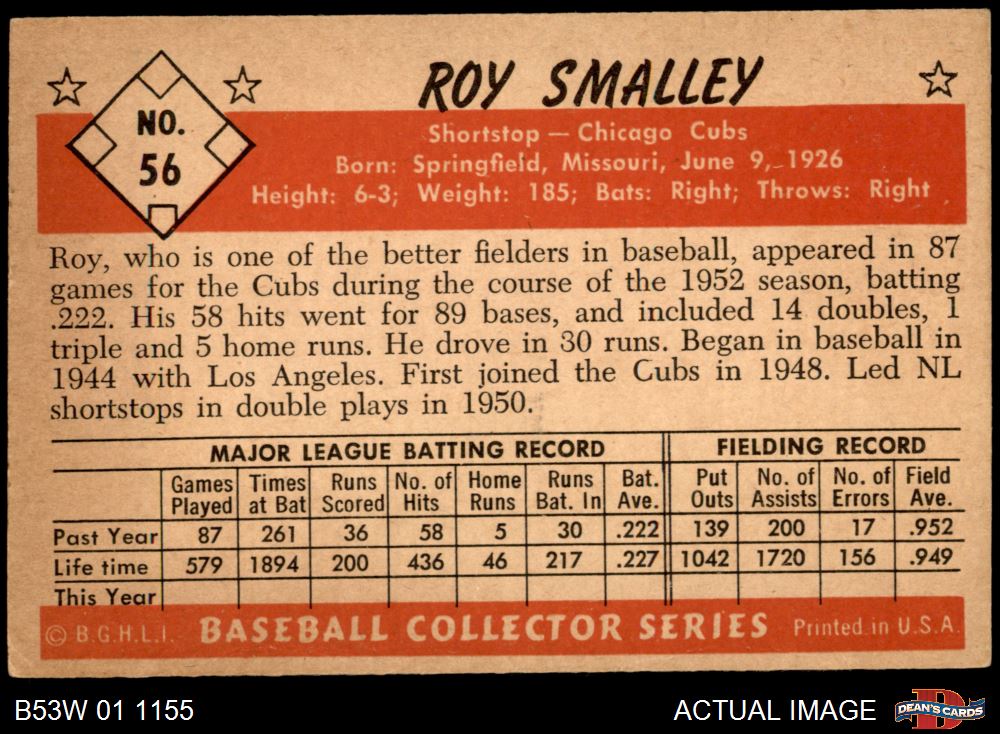 NO.
56
ROY SMALLEY
Shortstop — Chicago Cubs
Born: Springfield, Missouri, June 9, 1926
Height: 6-3; Weight: 185; Bats: Right; Throws: Right
Roy, who is one of the better fielders in baseball, appeared in 87
games for the Cubs during the course of the 1952 season, batting
.222. His 58 hits went for 89 bases, and included 14 doubles, 1
triple and 5 home runs. He drove in 30 runs. Began in baseball in
1944 with Los Angeles. First joined the Cubs in 1948. Led NL
shortstops in double plays in 1950.
MAJOR LEAGUE BATTING RECORD FIELDING RECORD
Games Times Runs No. of Home Runs Bat. Put No. of No. of Field
Played at Bat Scored Hits Runs Bat. In Ave. Outs Assists Errors Ave.
Past Year 87 261 36 58 5 30 .222 139 200 17 .952
Life time 579 1894 200 436 46 217 .227 1042 1720 156 .949
This Year
© B.G.H.L.I. BASEBALL COLLECTOR SERIES Printed in U.S.A.
B53W 01 1155 ACTUAL IMAGE DEAN'S CARDS